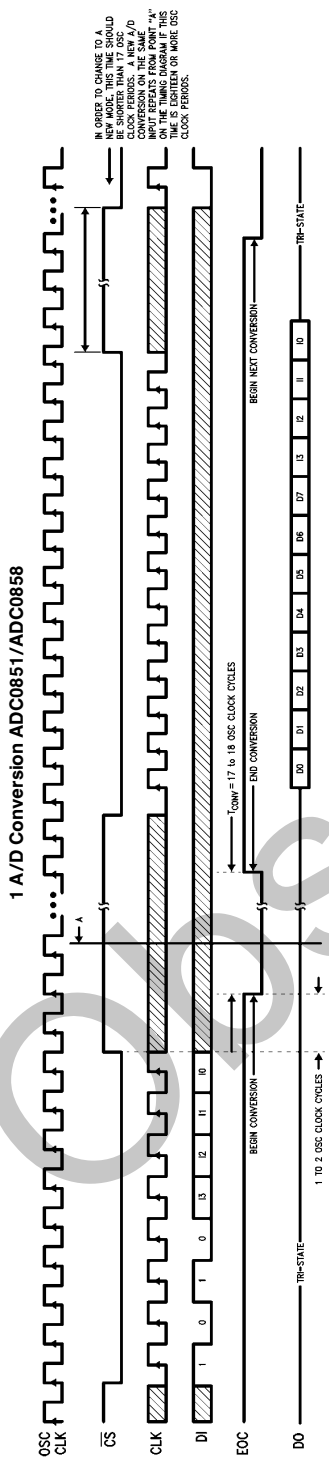 1 A/D Conversion ADC0851/ADC0858
OSC
CLK
IN ORDER TO CHANGE TO A
NEW MODE, THIS TIME SHOULD
BE SHORTER THAN 17 OSC
CLOCK PERIODS. A NEW A/D
CONVERSION ON THE SAME
INPUT REPEATS FROM POINT "A"
ON THE TIMING DIAGRAM IF THIS
TIME IS EIGHTEEN OR MORE OSC
CLOCK PERIODS.
A
CS
CLK
DI
1 0 1 0 I3 I2 I1 I0
EOC
BEGIN CONVERSION
TCONV = 17 to 18 OSC CLOCK CYCLES
END CONVERSION
BEGIN NEXT CONVERSION
1 TO 2 OSC CLOCK CYCLES
DO
TRI-STATE
D0 D1 D2 D3 D4 D5 D6 D7 I3 I2 I1 I0
TRI-STATE
Obs